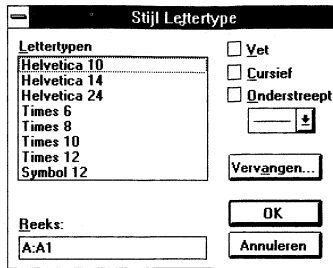 Stijl Lettertype
Lettertypen
Helvetica 10
Helvetica 14
Helvetica 24
Times 6
Times 8
Times 10
Times 12
Symbol 12
Vet
Cursief
Onderstreept
Vervangen...
Reeks:
A:A1
OK
Annuleren